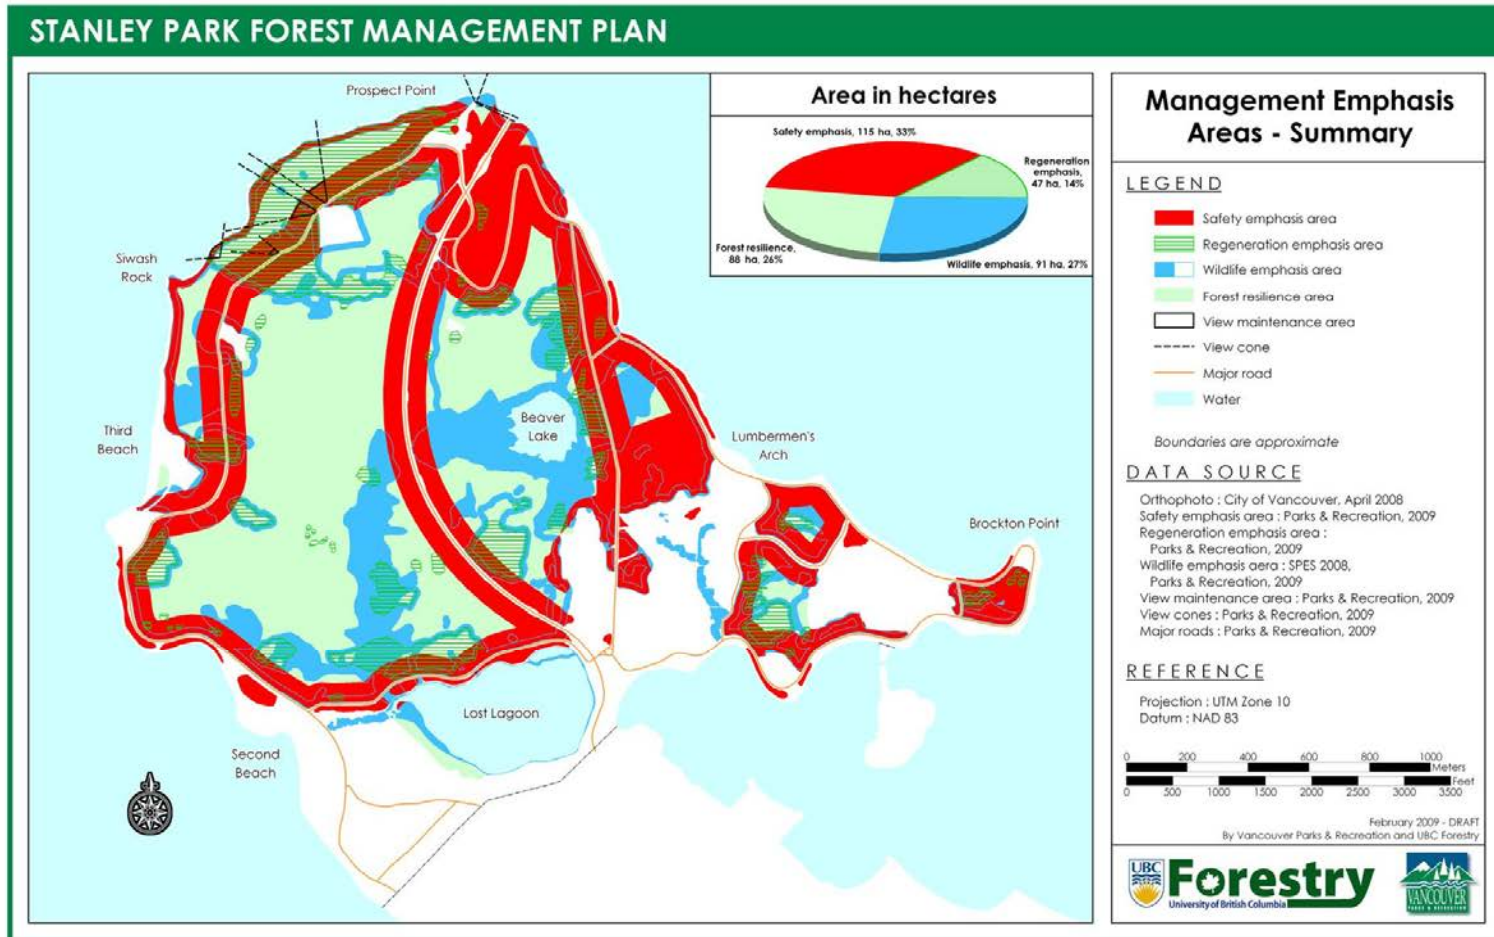 STANLEY PARK FOREST MANAGEMENT PLAN
Prospect Point
Siwash
Rock
Third
Beach
Beaver
Lake
Lumbermen's
Arch
Brockton Point
Lost Lagoon
Second
Beach
Area in hectares
Safety emphasis, 115 ha, 33%
Regeneration
emphasis,
47 ha, 14%
Forest resilience,
88 ha, 26%
Wildlife emphasis, 91 ha, 27%
Management Emphasis
Areas - Summary
LEGEND
Safety emphasis area
Regeneration emphasis area
Wildlife emphasis area
Forest resilience area
View maintenance area
View cone
Major road
Water
Boundaries are approximate
DATA SOURCE
Orthophoto : City of Vancouver, April 2008
Safety emphasis area : Parks & Recreation, 2009
Regeneration emphasis area :
Parks & Recreation, 2009
Wildlife emphasis aera : SPES 2008,
Parks & Recreation, 2009
View maintenance area : Parks & Recreation, 2009
View cones : Parks & Recreation, 2009
Major roads : Parks & Recreation, 2009
REFERENCE
Projection : UTM Zone 10
Datum : NAD 83
0 200 400 600 800 1000
Meters
Feet
0 500 1000 1500 2000 2500 3000 3500
February 2009 - DRAFT
By Vancouver Parks & Recreation and UBC Forestry
UBC
Forestry
University of British Columbia
VANCOUVER
PARKS & RECREATION